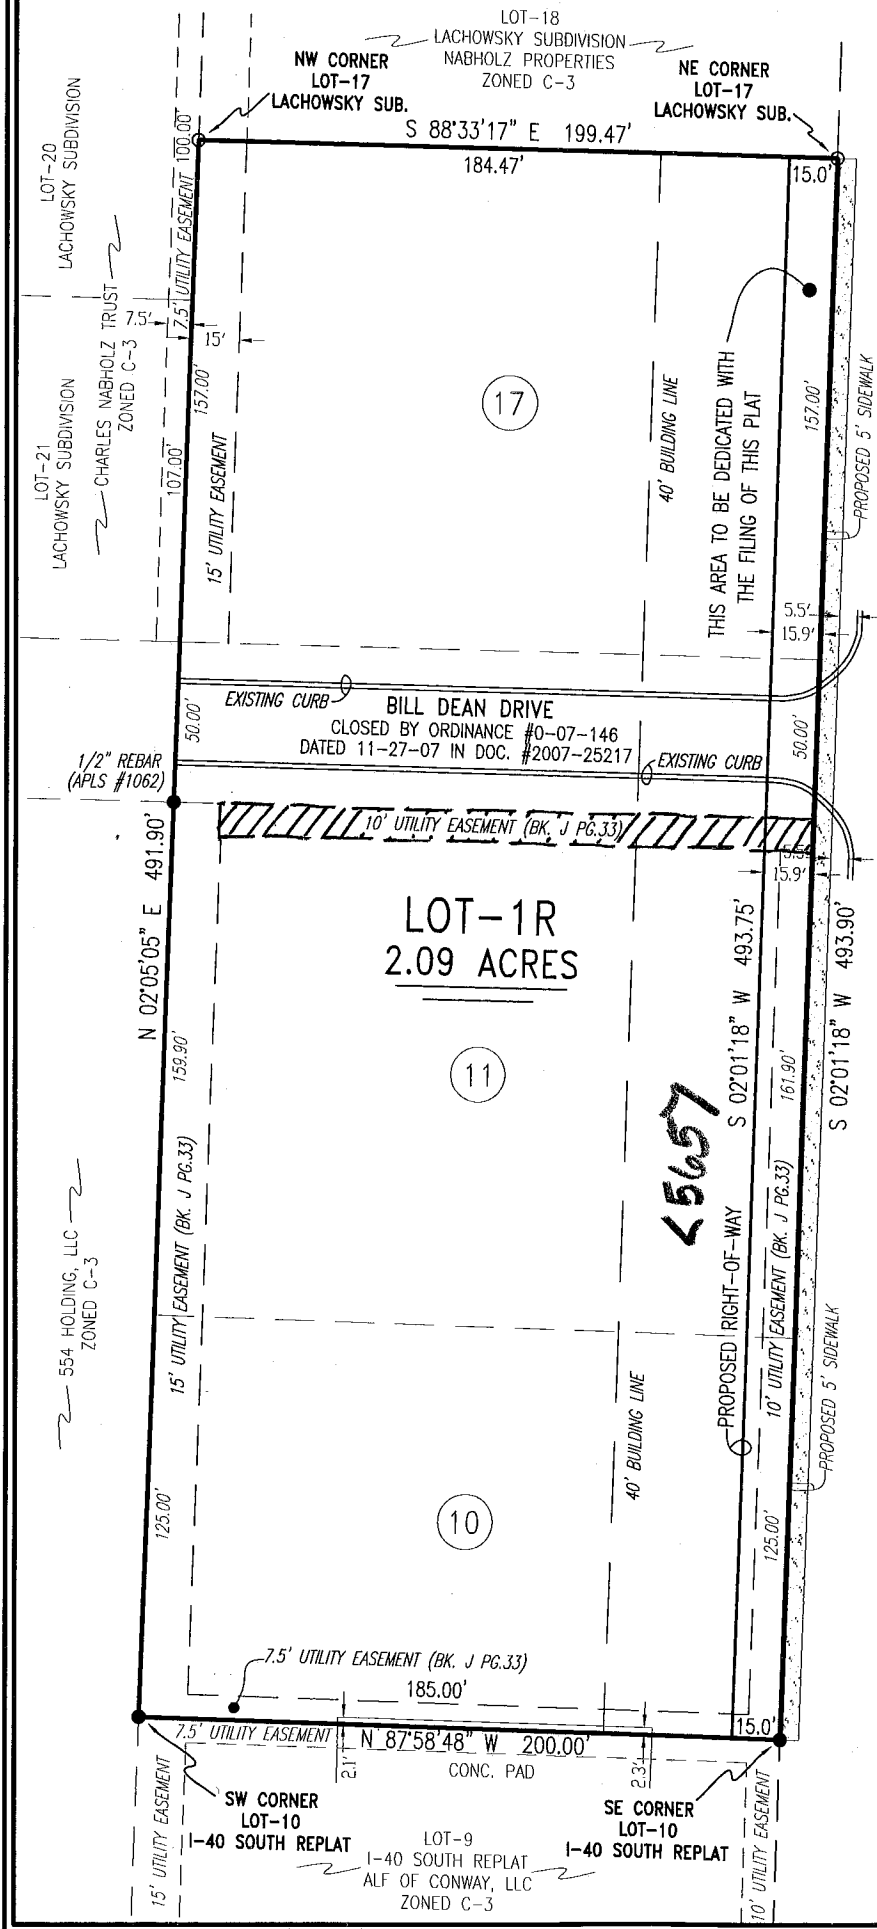 LOT-18
LACHOWSKY SUBDIVISION
NABHOLZ PROPERTIES
ZONED C-3
NW CORNER
LOT-17
LACHOWSKY SUB.
NE CORNER
LOT-17
LACHOWSKY SUB.
S 88°33'17" E 199.47'
184.47'
15.0'
LOT-20
LACHOWSKY SUBDIVISION
7.5' UTILITY EASEMENT 100.00'
CHARLES NABHOLZ TRUST
ZONED C-3
7.5'
15'
LOT-21
LACHOWSKY SUBDIVISION
107.00'
157.00'
15' UTILITY EASEMENT
17
40' BUILDING LINE
THIS AREA TO BE DEDICATED WITH
THE FILING OF THIS PLAT
157.00'
PROPOSED 5' SIDEWALK
5.5'
15.9'
EXISTING CURB
BILL DEAN DRIVE
CLOSED BY ORDINANCE #0-07-146
DATED 11-27-07 IN DOC. #2007-25217
EXISTING CURB
50.00'
50.00'
1/2" REBAR
(APLS #1062)
10' UTILITY EASEMENT (BK. J PG.33)
5.5'
15.9'
N 02°05'05" E 491.90'
LOT-1R
2.09 ACRES
S 02°01'18" W 493.75'
S 02°01'18" W 493.90'
159.90'
11
161.90'
15' UTILITY EASEMENT (BK. J PG.33)
10' UTILITY EASEMENT (BK. J PG.33)
554 HOLDING, LLC
ZONED C-3
PROPOSED RIGHT-OF-WAY
PROPOSED 5' SIDEWALK
40' BUILDING LINE
125.00'
10
125.00'
7.5' UTILITY EASEMENT (BK. J PG.33)
185.00'
15.0'
7.5' UTILITY EASEMENT
N 87°58'48" W 200.00'
2.1'
CONC. PAD
2.3'
SW CORNER
LOT-10
I-40 SOUTH REPLAT
SE CORNER
LOT-10
I-40 SOUTH REPLAT
15' UTILITY EASEMENT
LOT-9
I-40 SOUTH REPLAT
ALF OF CONWAY, LLC
ZONED C-3
10' UTILITY EASEMENT